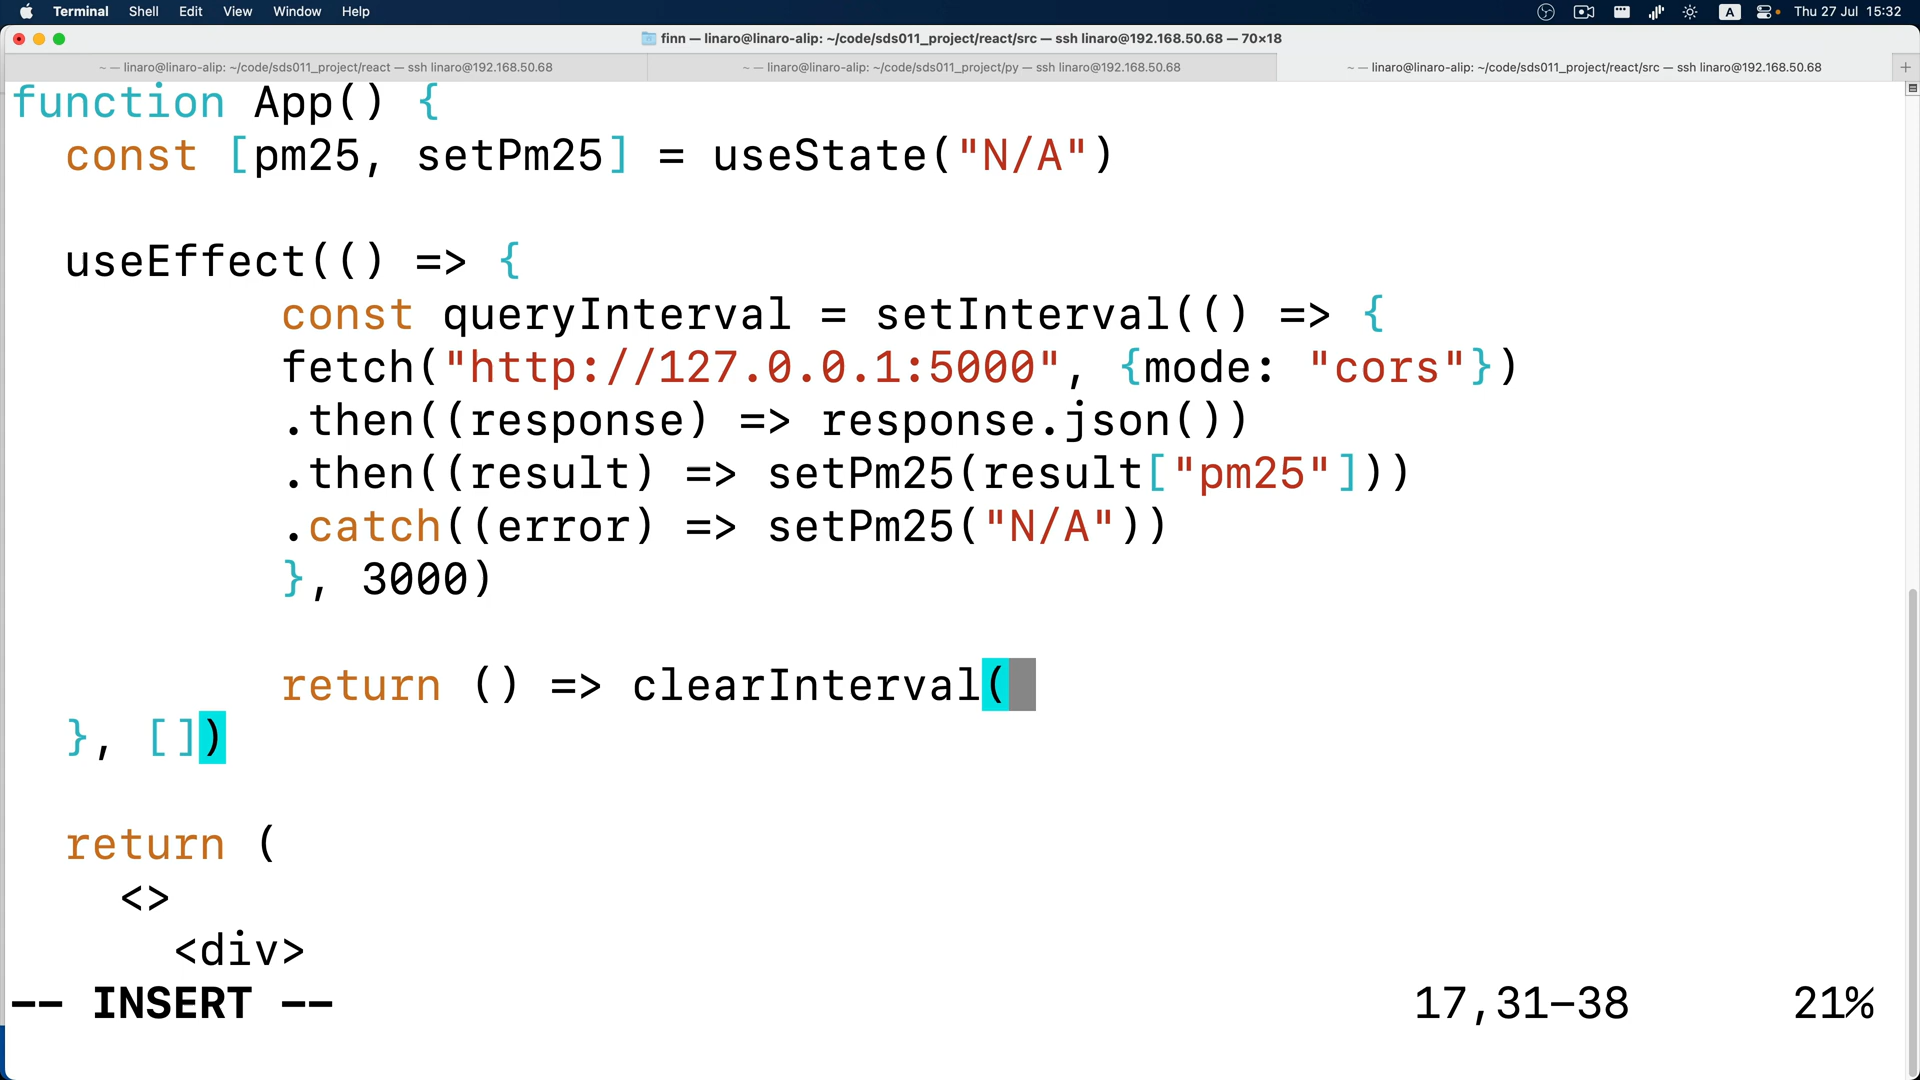 Terminal Shell Edit View Window Help A Thu 27 Jul 15:32
finn — linaro@linaro-alip: ~/code/sds011_project/react/src — ssh linaro@192.168.50.68 — 70×18
~ — linaro@linaro-alip: ~/code/sds011_project/react — ssh linaro@192.168.50.68 ~ — linaro@linaro-alip: ~/code/sds011_project/py — ssh linaro@192.168.50.68 ~ — linaro@linaro-alip: ~/code/sds011_project/react/src — ssh linaro@192.168.50.68 +
function App() {
  const [pm25, setPm25] = useState("N/A")
  useEffect(() => {
          const queryInterval = setInterval(() => {
          fetch("http://127.0.0.1:5000", {mode: "cors"})
          .then((response) => response.json())
          .then((result) => setPm25(result["pm25"]))
          .catch((error) => setPm25("N/A"))
          }, 3000)
          return () => clearInterval(
  }, [])
  return (
    <>
      <div>
-- INSERT -- 17,31-38 21%